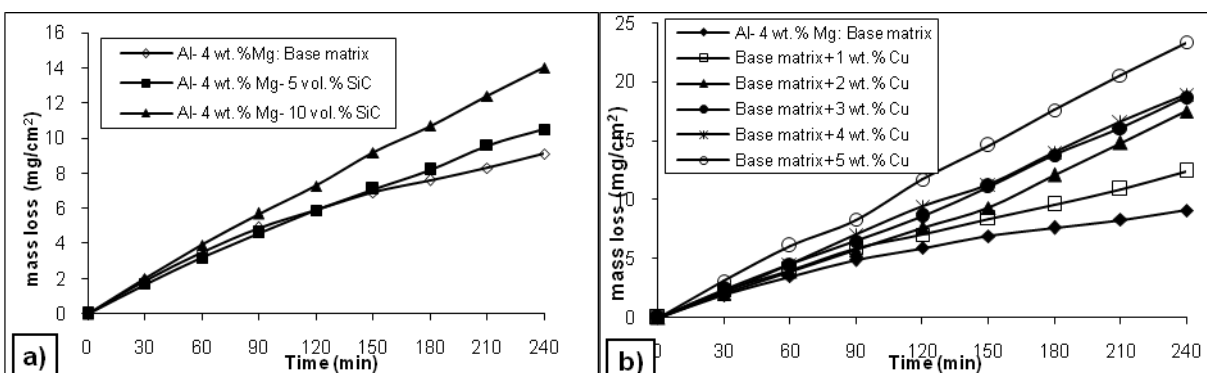 16
14
12
10
8
6
4
2
0
mass loss (mg/cm²)
Al- 4 wt.%Mg: Base matrix
Al- 4 wt.% Mg- 5 vol.% SiC
Al- 4 wt.% Mg- 10 vol.% SiC
0 30 60 90 120 150 180 210 240
Time (min)
a)
25
20
15
10
5
0
mass loss (mg/cm²)
Al- 4 wt.% Mg: Base matrix
Base matrix+1 wt.% Cu
Base matrix+2 wt.% Cu
Base matrix+3 wt.% Cu
Base matrix+4 wt.% Cu
Base matrix+5 wt.% Cu
0 30 60 90 120 150 180 210 240
Time (min)
b)